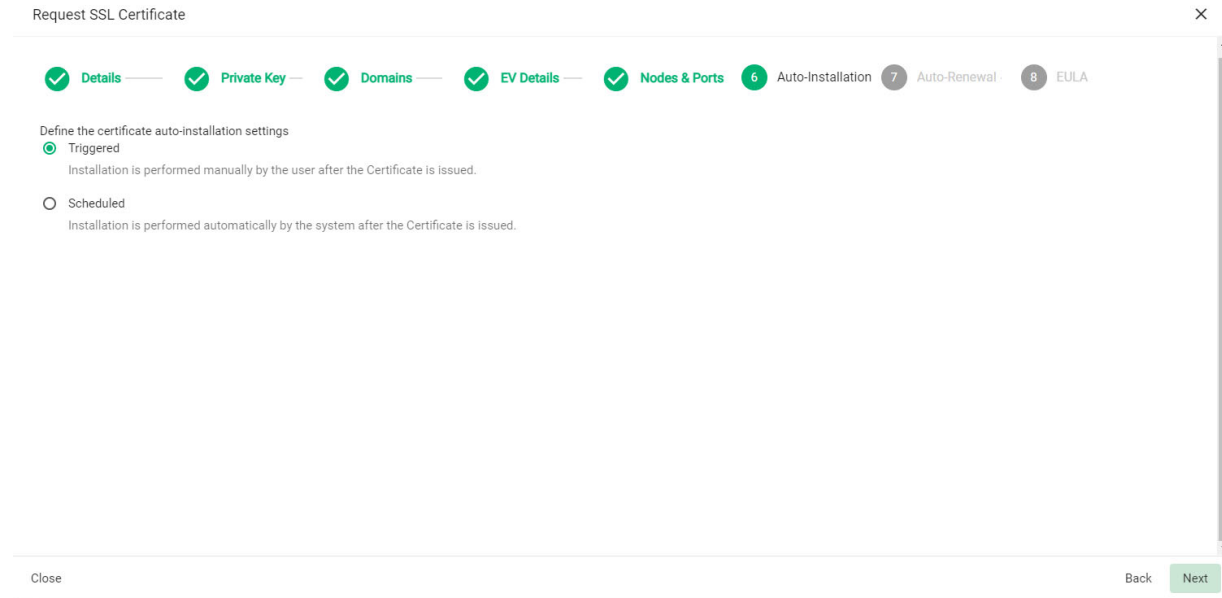 Request SSL Certificate
Details Private Key Domains EV Details Nodes & Ports 6 Auto-Installation 7 Auto-Renewal 8 EULA
Define the certificate auto-installation settings
Triggered
Installation is performed manually by the user after the Certificate is issued.
Scheduled
Installation is performed automatically by the system after the Certificate is issued.
Close Back Next